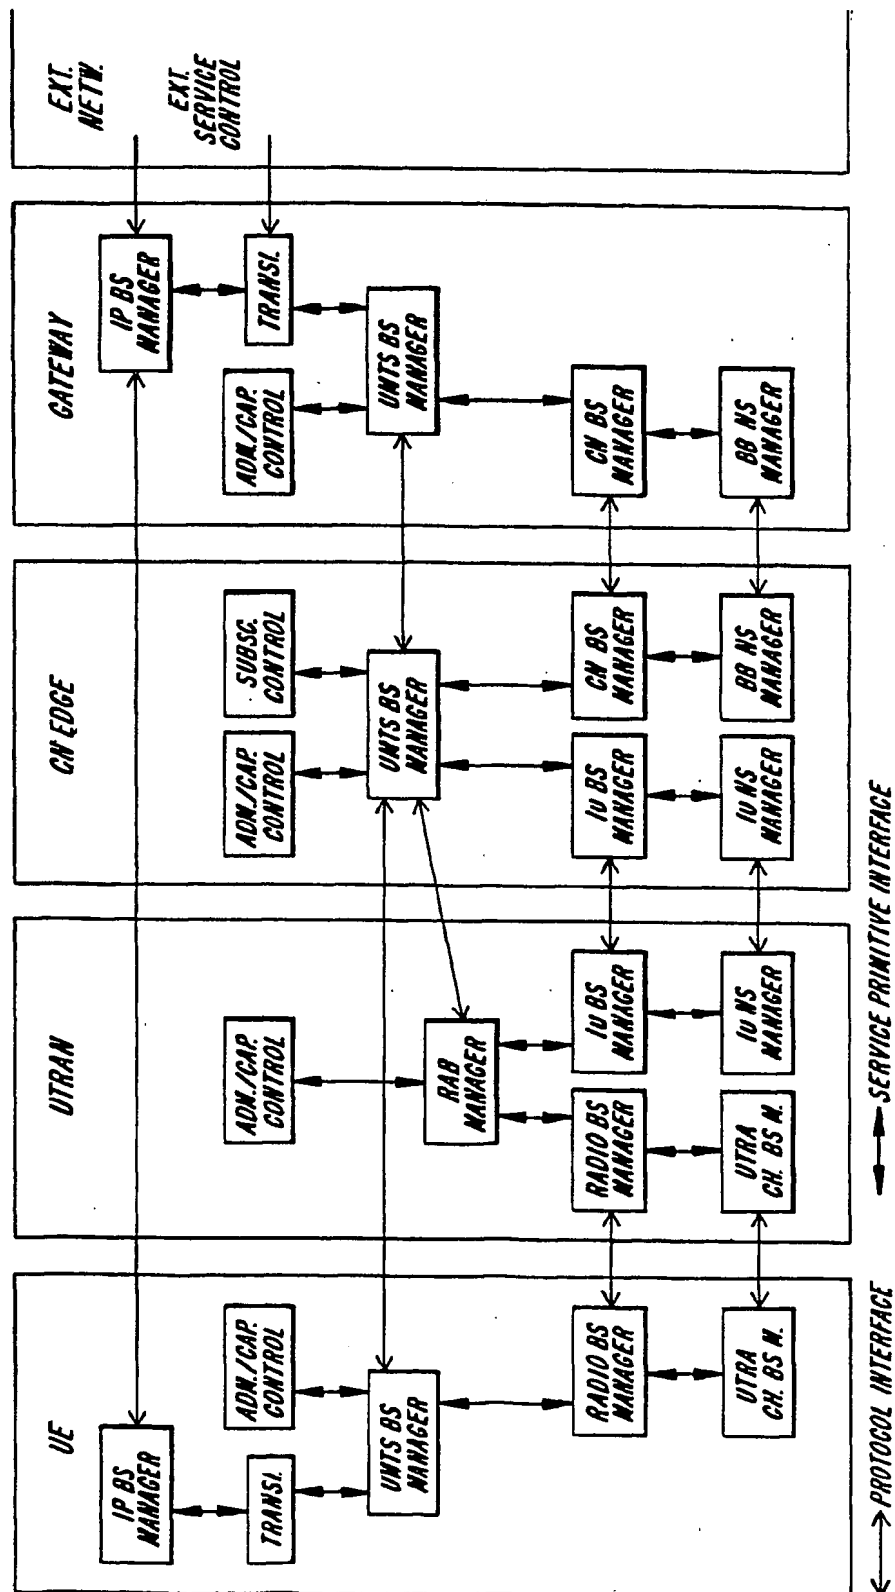 UE
IP BS
MANAGER
TRANSL.
ADM./CAP.
CONTROL
UMTS BS
MANAGER
RADIO BS
MANAGER
UTRA
CH. BS M.
UTRAN
ADM./CAP.
CONTROL
RAB
MANAGER
RADIO BS
MANAGER
IU BS
MANAGER
UTRA
CH. BS M.
IU NS
MANAGER
CN EDGE
ADM./CAP.
CONTROL
SUBSC.
CONTROL
UMTS BS
MANAGER
IU BS
MANAGER
CN BS
MANAGER
IU NS
MANAGER
BB NS
MANAGER
GATEWAY
IP BS
MANAGER
ADM./CAP.
CONTROL
TRANSL.
UMTS BS
MANAGER
CN BS
MANAGER
BB NS
MANAGER
EXT.
NETW.
EXT.
SERVICE
CONTROL
PROTOCOL INTERFACE
SERVICE PRIMITIVE INTERFACE